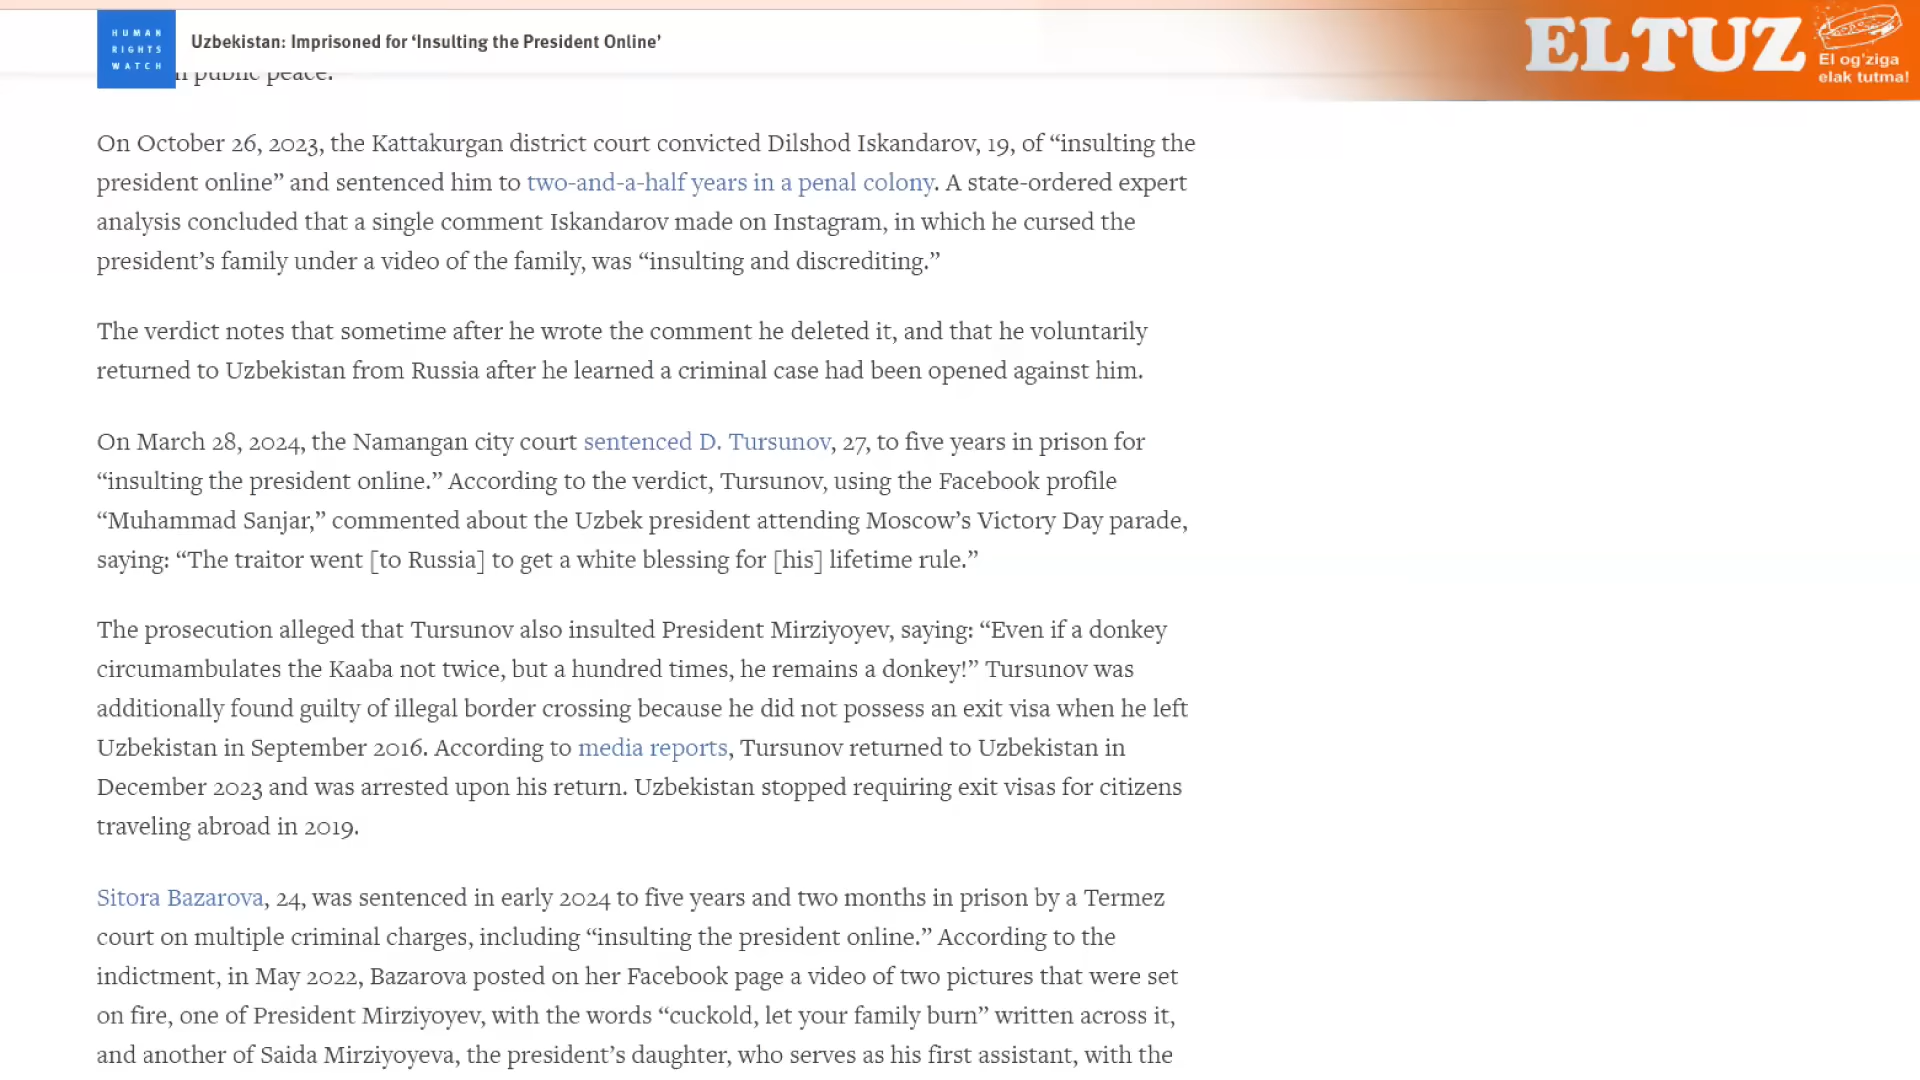 HUMAN
RIGHTS
WATCH
Uzbekistan: Imprisoned for ‘Insulting the President Online’
ELTUZ
El og‘ziga
elak tutma!
public peace.
On October 26, 2023, the Kattakurgan district court convicted Dilshod Iskandarov, 19, of “insulting the
president online” and sentenced him to two-and-a-half years in a penal colony. A state-ordered expert
analysis concluded that a single comment Iskandarov made on Instagram, in which he cursed the
president’s family under a video of the family, was “insulting and discrediting.”
The verdict notes that sometime after he wrote the comment he deleted it, and that he voluntarily
returned to Uzbekistan from Russia after he learned a criminal case had been opened against him.
On March 28, 2024, the Namangan city court sentenced D. Tursunov, 27, to five years in prison for
“insulting the president online.” According to the verdict, Tursunov, using the Facebook profile
“Muhammad Sanjar,” commented about the Uzbek president attending Moscow’s Victory Day parade,
saying: “The traitor went [to Russia] to get a white blessing for [his] lifetime rule.”
The prosecution alleged that Tursunov also insulted President Mirziyoyev, saying: “Even if a donkey
circumambulates the Kaaba not twice, but a hundred times, he remains a donkey!” Tursunov was
additionally found guilty of illegal border crossing because he did not possess an exit visa when he left
Uzbekistan in September 2016. According to media reports, Tursunov returned to Uzbekistan in
December 2023 and was arrested upon his return. Uzbekistan stopped requiring exit visas for citizens
traveling abroad in 2019.
Sitora Bazarova, 24, was sentenced in early 2024 to five years and two months in prison by a Termez
court on multiple criminal charges, including “insulting the president online.” According to the
indictment, in May 2022, Bazarova posted on her Facebook page a video of two pictures that were set
on fire, one of President Mirziyoyev, with the words “cuckold, let your family burn” written across it,
and another of Saida Mirziyoyeva, the president’s daughter, who serves as his first assistant, with the